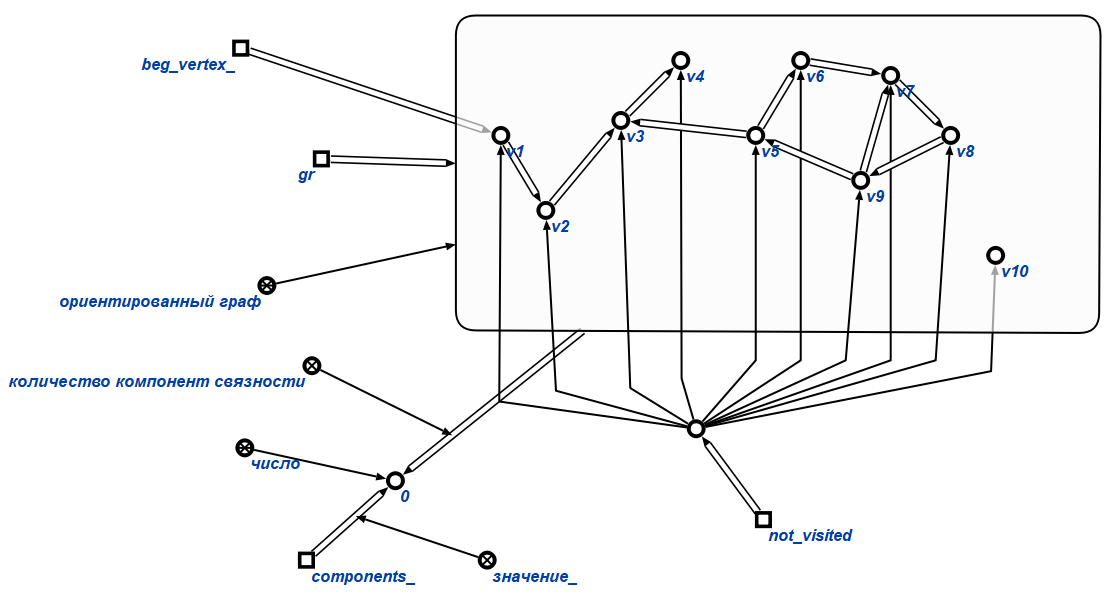 beg_vertex_
v4
v6
v7
v3
v1
v5
v8
gr
v9
v2
v10
ориентированный граф
количество компонент связности
число
0
not_visited
components_
значение_